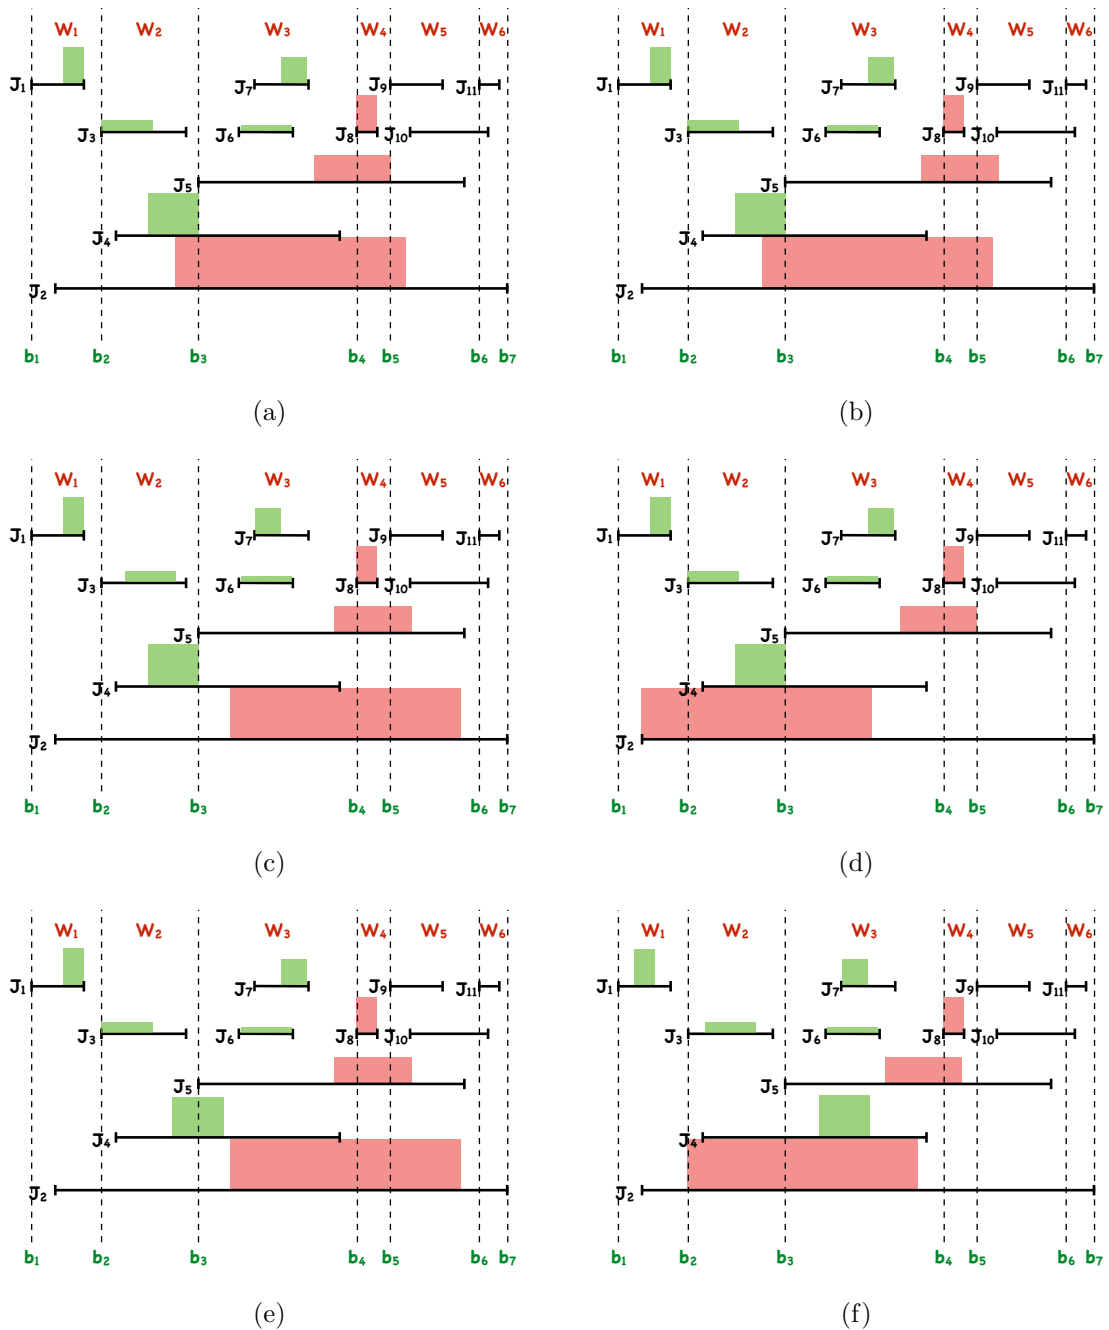 W₁ W₂ W₃ W₄ W₅ W₆
J₁ J₇ J₉ J₁₁
J₃ J₆ J₈ J₁₀
J₅
J₄
J₂
b₁ b₂ b₃ b₄ b₅ b₆ b₇
(a)
W₁ W₂ W₃ W₄ W₅ W₆
J₁ J₇ J₉ J₁₁
J₃ J₆ J₈ J₁₀
J₅
J₄
J₂
b₁ b₂ b₃ b₄ b₅ b₆ b₇
(b)
W₁ W₂ W₃ W₄ W₅ W₆
J₁ J₇ J₉ J₁₁
J₃ J₆ J₈ J₁₀
J₅
J₄
J₂
b₁ b₂ b₃ b₄ b₅ b₆ b₇
(c)
W₁ W₂ W₃ W₄ W₅ W₆
J₁ J₇ J₉ J₁₁
J₃ J₆ J₈ J₁₀
J₅
J₄
J₂
b₁ b₂ b₃ b₄ b₅ b₆ b₇
(d)
W₁ W₂ W₃ W₄ W₅ W₆
J₁ J₇ J₉ J₁₁
J₃ J₆ J₈ J₁₀
J₅
J₄
J₂
b₁ b₂ b₃ b₄ b₅ b₆ b₇
(e)
W₁ W₂ W₃ W₄ W₅ W₆
J₁ J₇ J₉ J₁₁
J₃ J₆ J₈ J₁₀
J₅
J₄
J₂
b₁ b₂ b₃ b₄ b₅ b₆ b₇
(f)